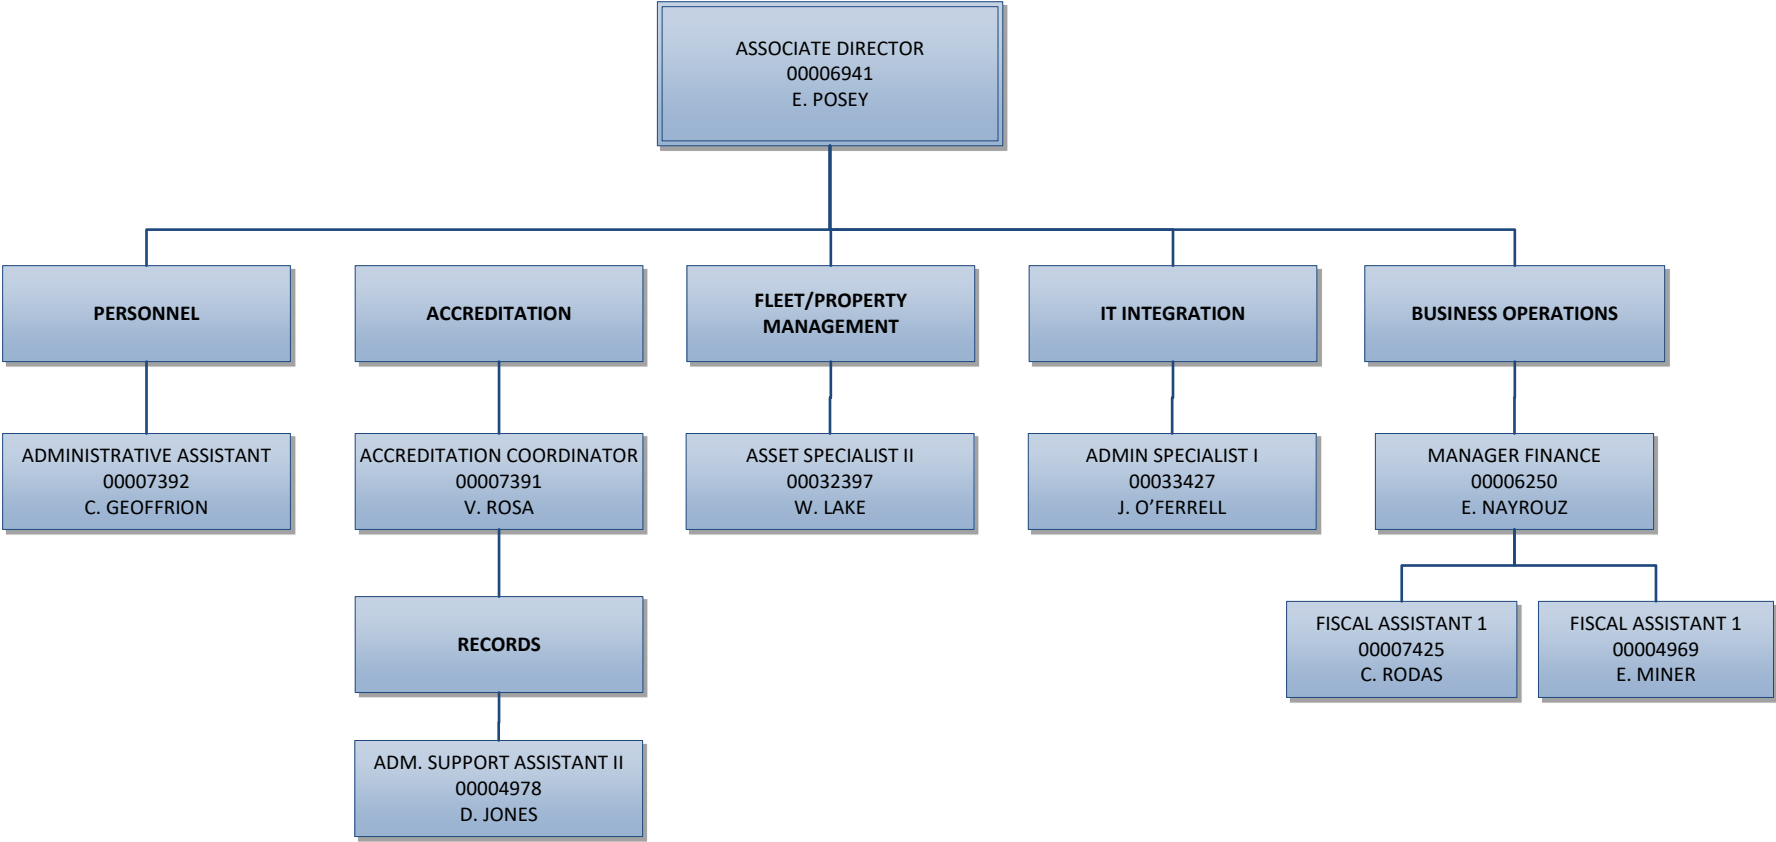 ASSOCIATE DIRECTOR
00006941
E. POSEY
PERSONNEL
ACCREDITATION
FLEET/PROPERTY
MANAGEMENT
IT INTEGRATION
BUSINESS OPERATIONS
ADMINISTRATIVE ASSISTANT
00007392
C. GEOFFRION
ACCREDITATION COORDINATOR
00007391
V. ROSA
ASSET SPECIALIST II
00032397
W. LAKE
ADMIN SPECIALIST I
00033427
J. O’FERRELL
MANAGER FINANCE
00006250
E. NAYROUZ
RECORDS
FISCAL ASSISTANT 1
00007425
C. RODAS
FISCAL ASSISTANT 1
00004969
E. MINER
ADM. SUPPORT ASSISTANT II
00004978
D. JONES